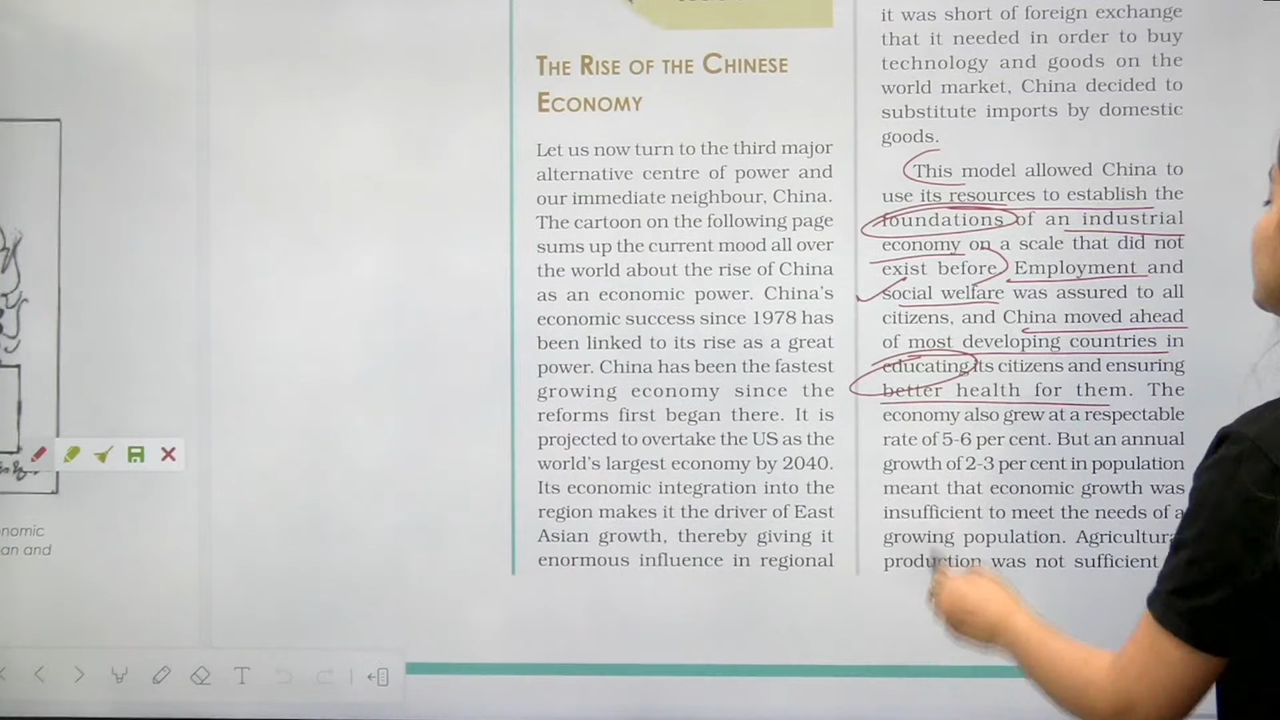 THE RISE OF THE CHINESE
ECONOMY
Let us now turn to the third major
alternative centre of power and
our immediate neighbour, China.
The cartoon on the following page
sums up the current mood all over
the world about the rise of China
as an economic power. China's
economic success since 1978 has
been linked to its rise as a great
power. China has been the fastest
growing economy since the
reforms first began there. It is
projected to overtake the US as the
world's largest economy by 2040.
Its economic integration into the
region makes it the driver of East
Asian growth, thereby giving it
enormous influence in regional
it was short of foreign exchange
that it needed in order to buy
technology and goods on the
world market, China decided to
substitute imports by domestic
goods.
This model allowed China to
use its resources to establish the
foundations of an industrial
economy on a scale that did not
exist before. Employment and
social welfare was assured to all
citizens, and China moved ahead
of most developing countries in
educating its citizens and ensuring
better health for them. The
economy also grew at a respectable
rate of 5-6 per cent. But an annual
growth of 2-3 per cent in population
meant that economic growth was
insufficient to meet the needs of a
growing population. Agricultura
production was not sufficient
nomic
an and
T